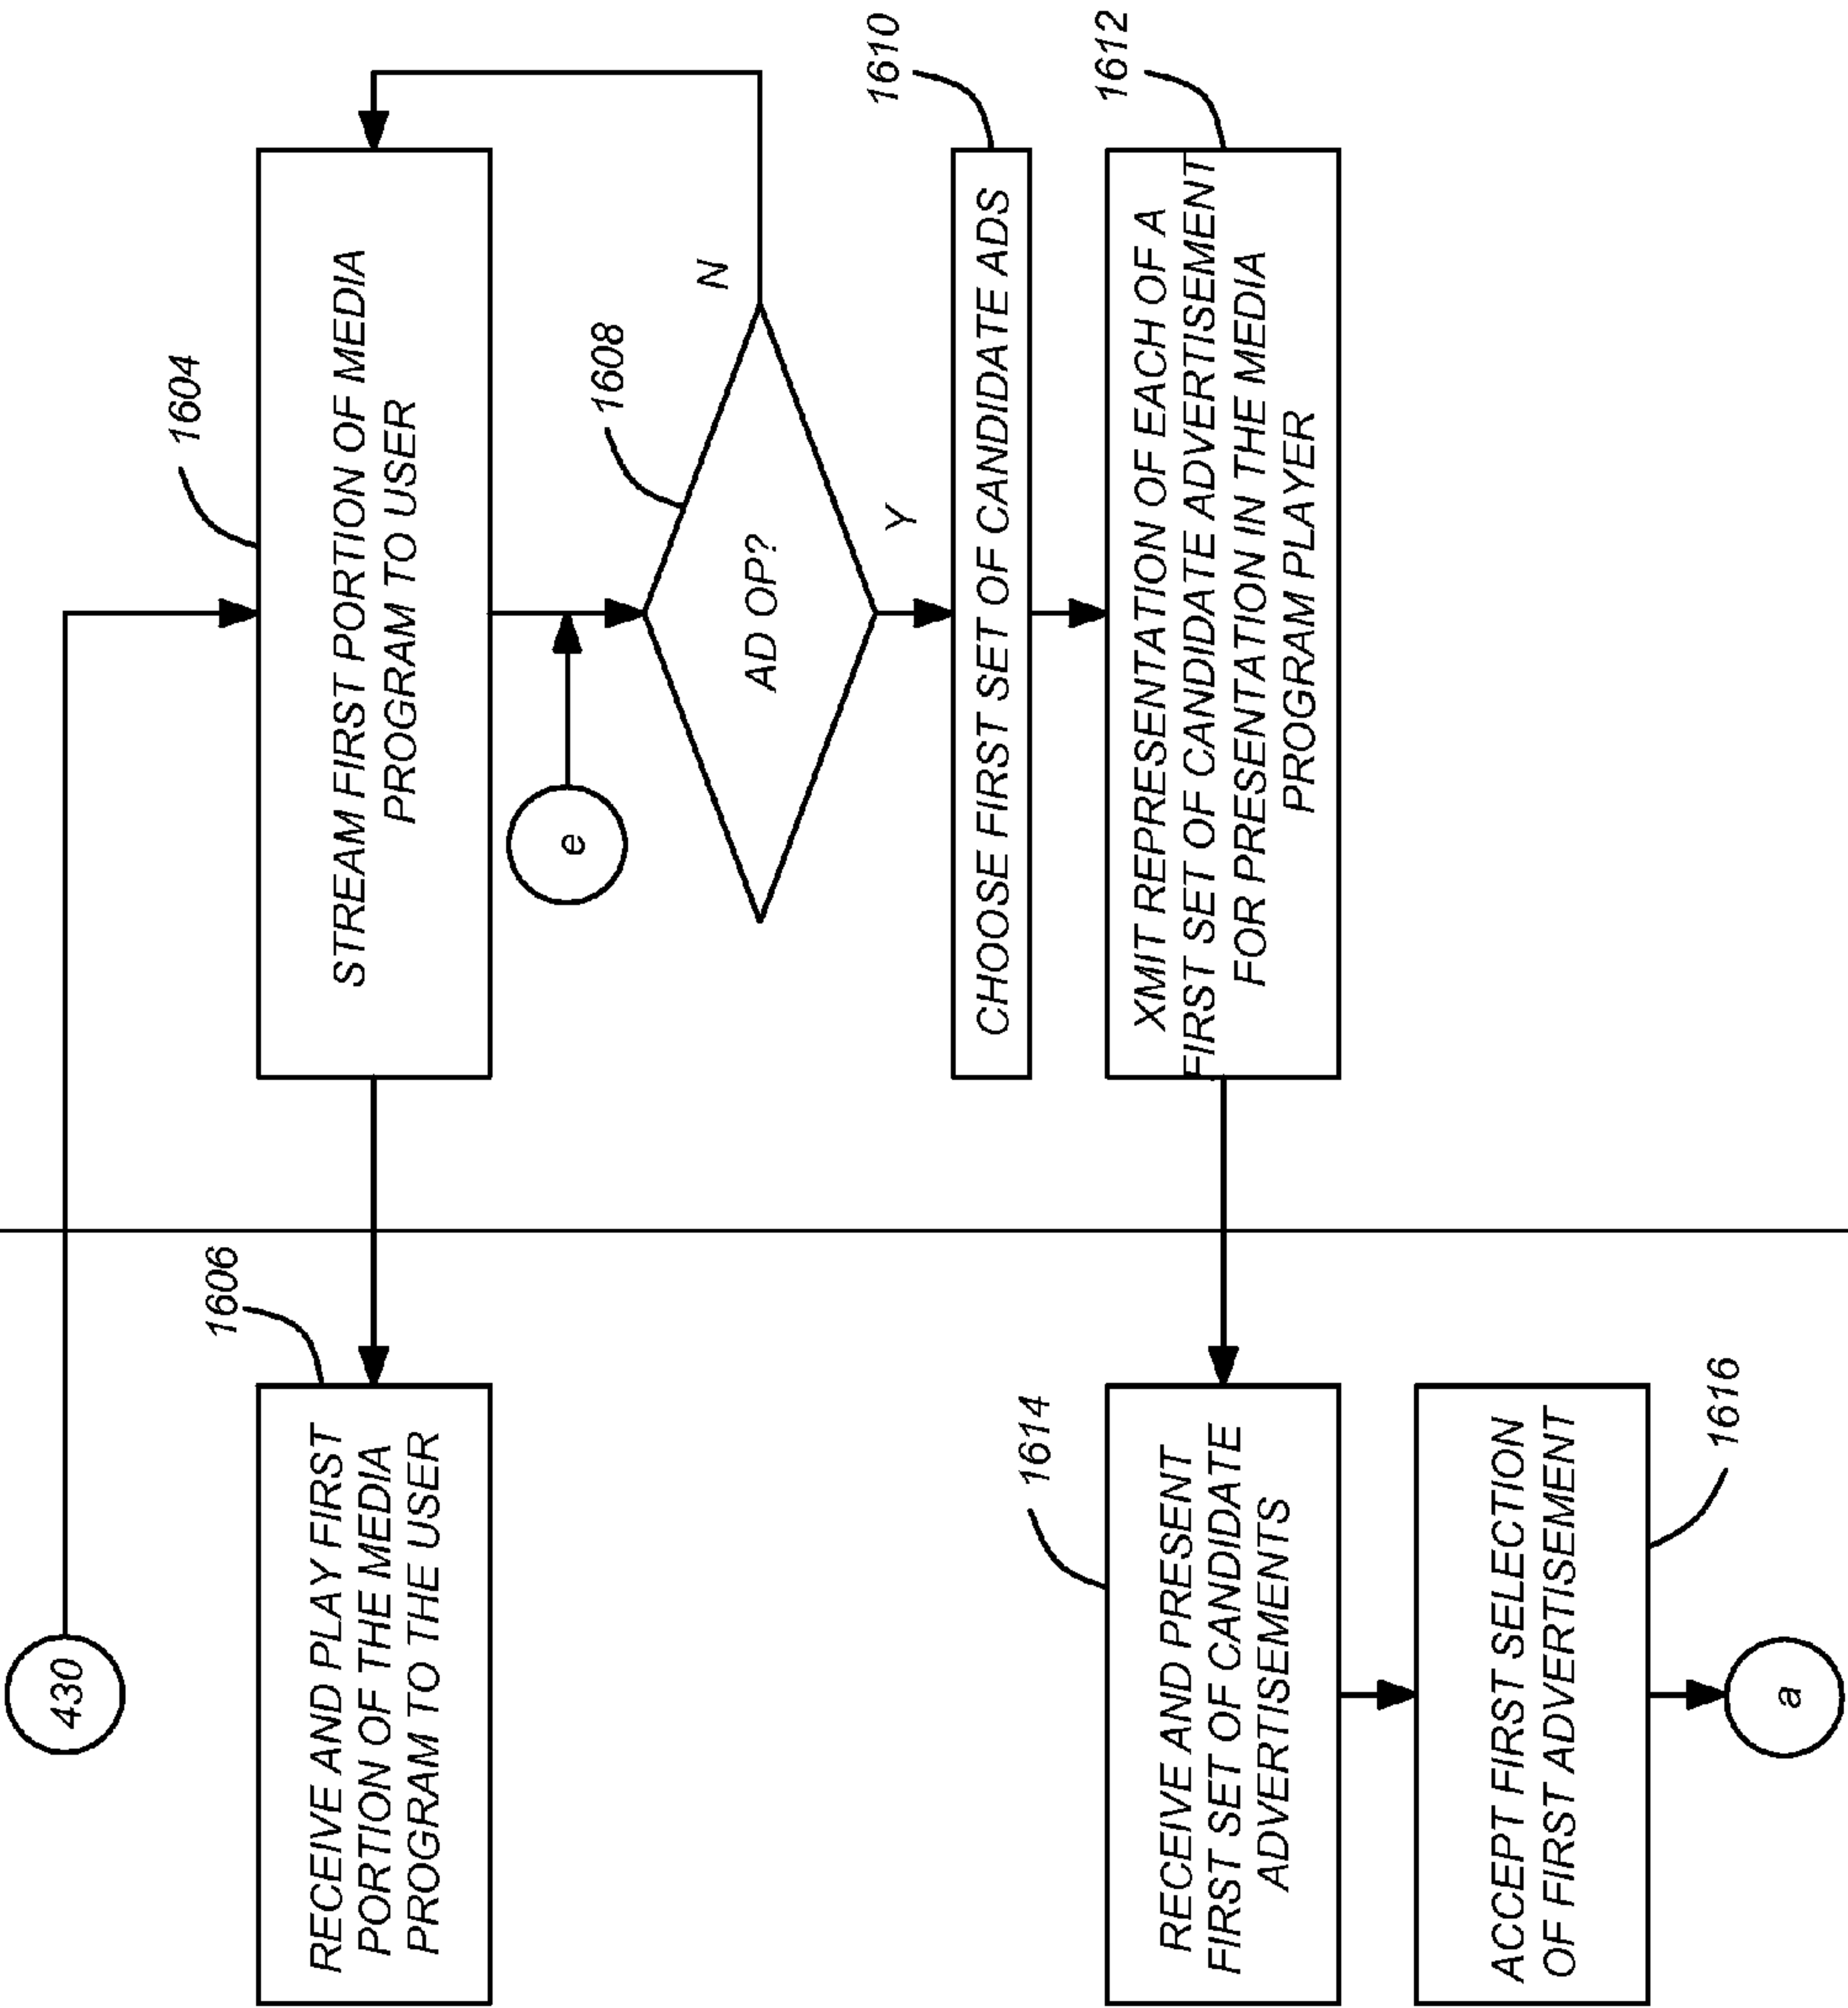 430
1604
STREAM FIRST PORTION OF MEDIA
PROGRAM TO USER
1606
RECEIVE AND PLAY FIRST
PORTION OF THE MEDIA
PROGRAM TO THE USER
e
1608
AD OP?
N
Y
1610
CHOOSE FIRST SET OF CANDIDATE ADS
1612
XMIT REPRESENTATION OF EACH OF A
FIRST SET OF CANDIDATE ADVERTISEMENT
FOR PRESENTATION IN THE MEDIA
PROGRAM PLAYER
1614
RECEIVE AND PRESENT
FIRST SET OF CANDIDATE
ADVERTISEMENTS
ACCEPT FIRST SELECTION
OF FIRST ADVERTISEMENT
1616
a